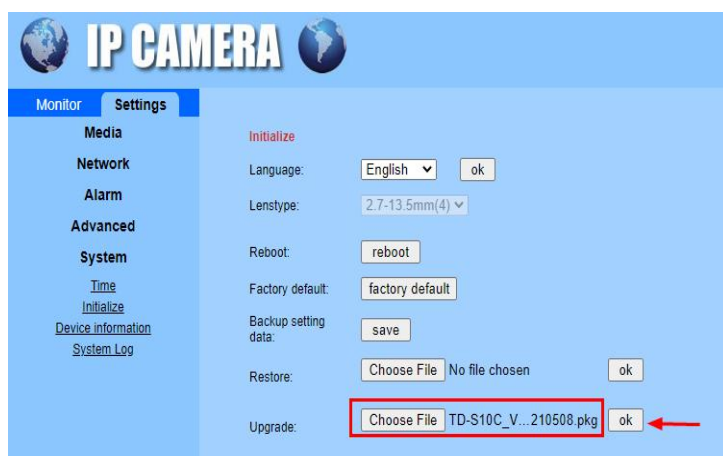 IP CAMERA
Monitor Settings
Media
Network
Alarm
Advanced
System
Time
Initialize
Device information
System Log
Initialize
Language: English ok
Lenstype: 2.7-13.5mm(4)
Reboot: reboot
Factory default: factory default
Backup setting
data: save
Restore: Choose File No file chosen ok
Upgrade: Choose File TD-S10C_V...210508.pkg ok